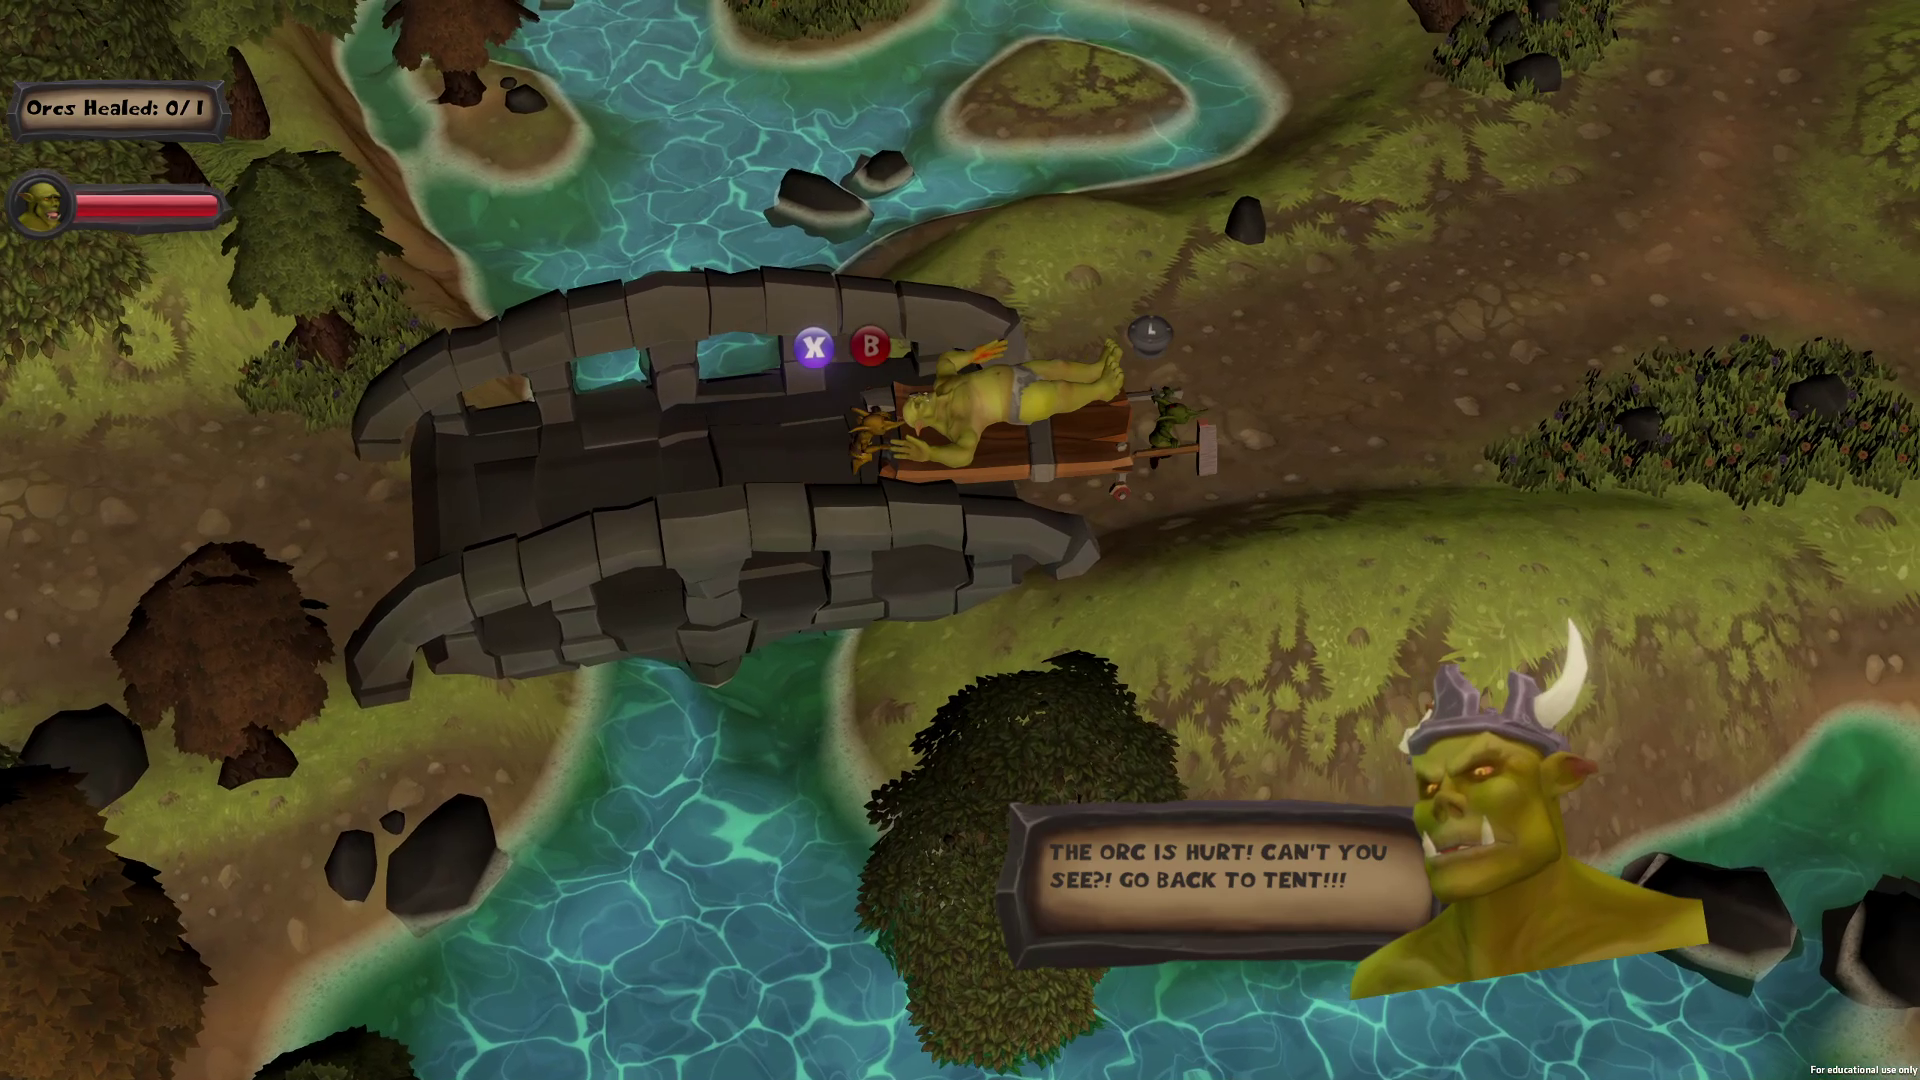 Orcs Healed: 0/1
X B
L
THE ORC IS HURT! CAN'T YOU
SEE?! GO BACK TO TENT!!!
For educational use only